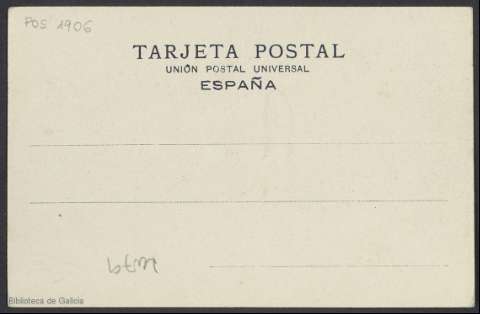 POS 1906
TARJETA POSTAL
UNIÓN POSTAL UNIVERSAL
ESPAÑA
Biblioteca de Galicia